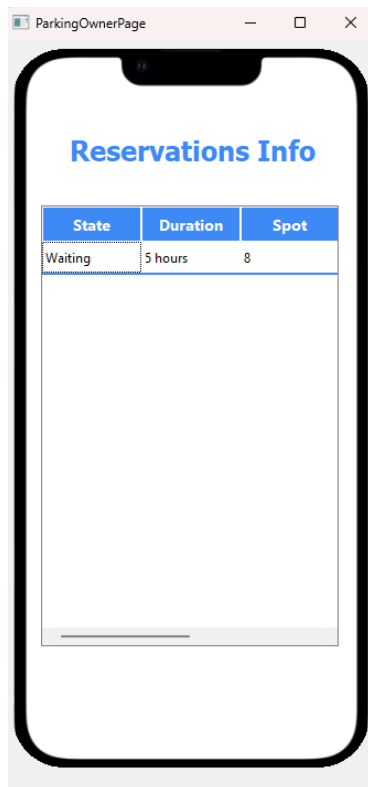 ParkingOwnerPage
Reservations Info
State Duration Spot
Waiting 5 hours 8